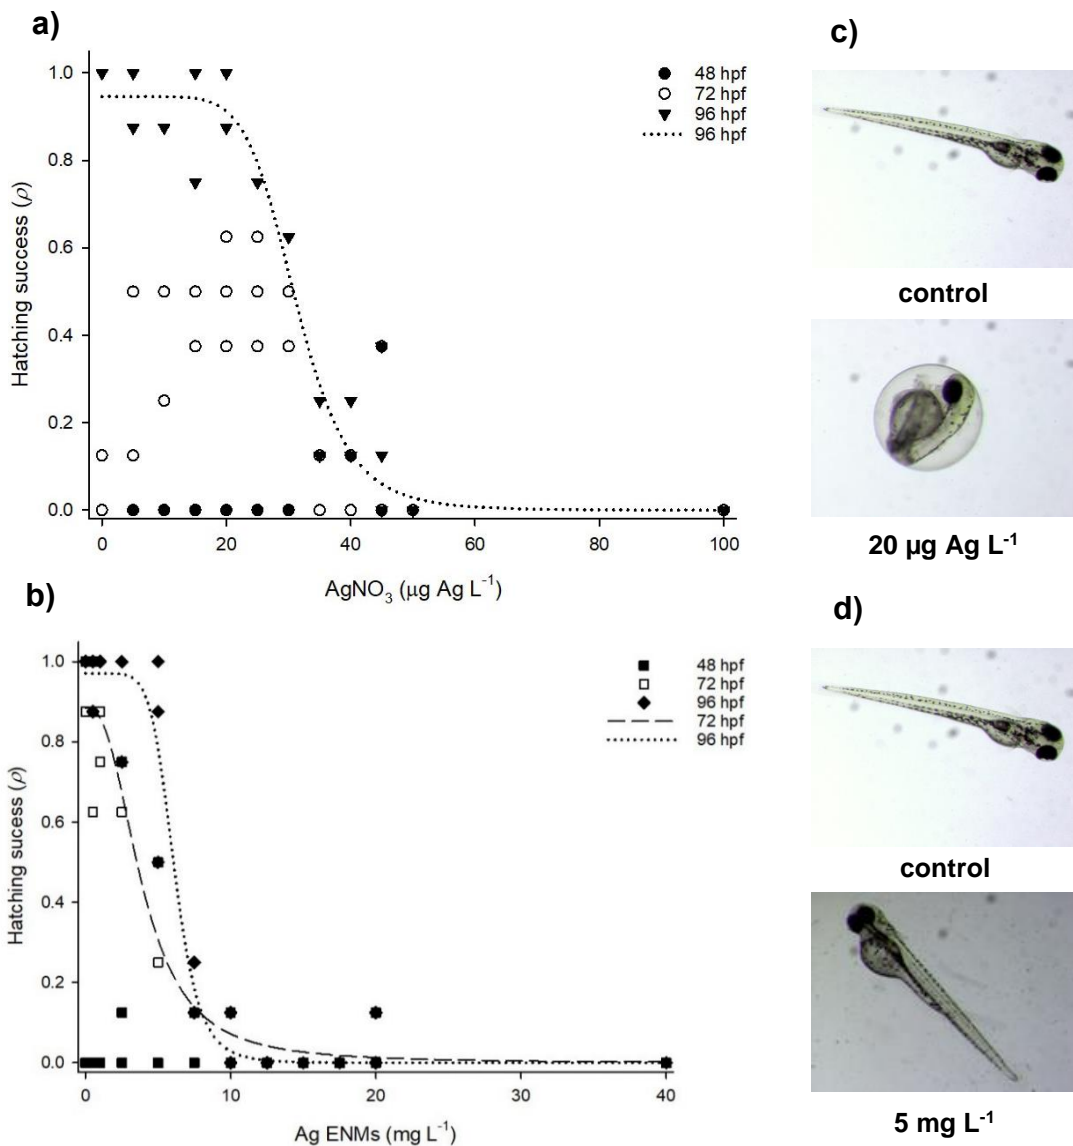 a)
1.0
0.8
0.6
0.4
0.2
0.0
Hatching success (ρ)
48 hpf
72 hpf
96 hpf
96 hpf
0 20 40 60 80 100
AgNO3 (μg Ag L-1)
b)
1.0
0.8
0.6
0.4
0.2
0.0
Hatching sucess (ρ)
48 hpf
72 hpf
96 hpf
72 hpf
96 hpf
0 10 20 30 40
Ag ENMs (mg L-1)
c)
control
20 µg Ag L-1
d)
control
5 mg L-1